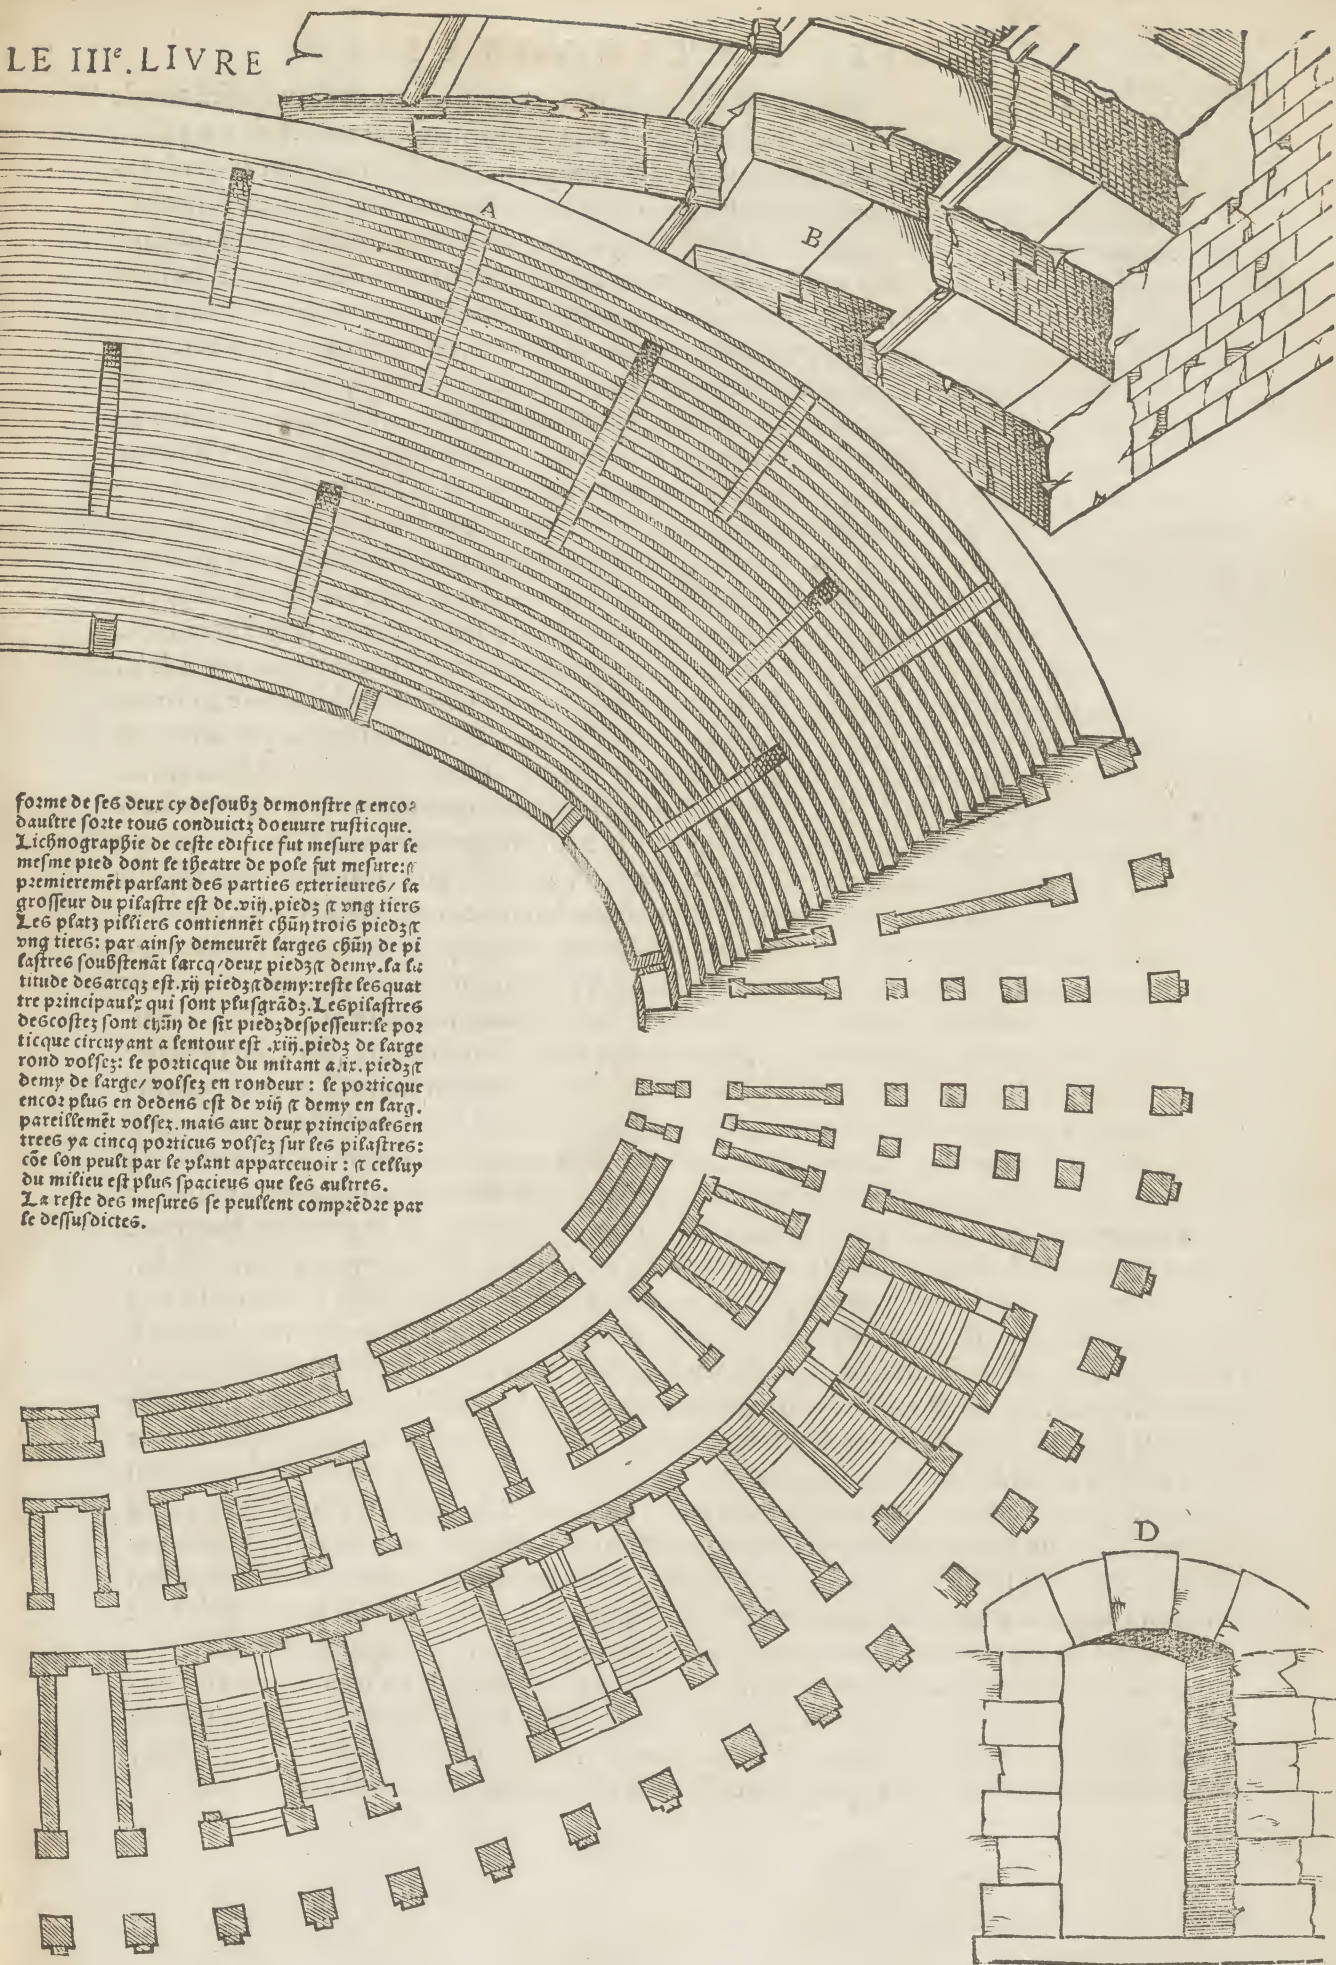 LE IIIᵉ. LIVRE
A
B
forme de ses deux cy desoubz demonstre ⁊ encor
daultre sorte tous conduictz doeuure rusticque.
Lichnographie de ceste edifice fut mesure par le
mesme pied dont le theatre de pole fut mesure: ⁊
premieremẽt parlant des parties exterieures/ la
grosseur du pilastre est de .viij. piedz ⁊ vng tiers
Les platz pilliers contiennẽt chũn trois piedz ⁊
vng tiers: par ainsy demeurẽt larges chũn de pi
lastres soubstenãt larcq/ deux piedz ⁊ demy. la la
titude des arcqz est .xij piedz ⁊ demy: reste les quat
tre principaulx qui sont plus grãdz. Les pilastres
des costez sont chũn de six piedz despesseur: le por
ticque circuyant a lentour est .xiij. piedz de large
rond volsez: le porticque du mitant a .ix. piedz ⁊
demy de large/ volsez en rondeur : le porticque
encor plus en dedens est de viij ⁊ demy en larg.
pareillemẽt volsez. mais aux deux principales en
trees ya cincq porticus volsez sur les pilastres:
cõe lon peult par le plant apparceuoir : ⁊ celluy
du milieu est plus spacieus que les aultres.
La reste des mesures se peullent comprẽdre par
le dessusdictes.
D